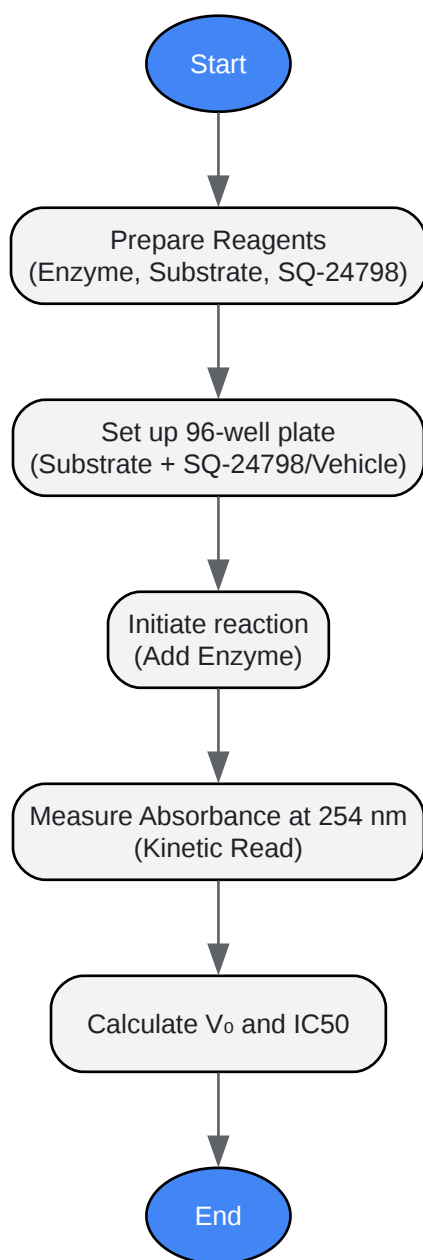 Start
Prepare Reagents
(Enzyme, Substrate, SQ-24798)
Set up 96-well plate
(Substrate + SQ-24798/Vehicle)
Initiate reaction
(Add Enzyme)
Measure Absorbance at 254 nm
(Kinetic Read)
Calculate V₀ and IC50
End